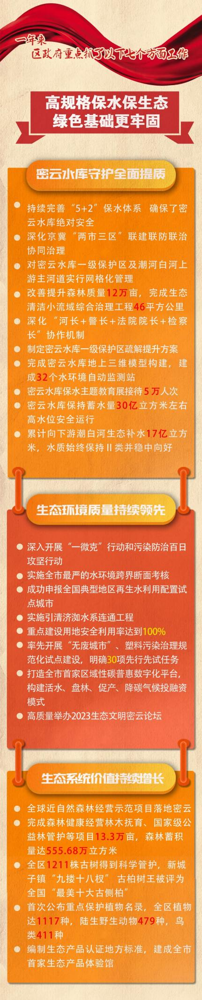 一年来
区政府重点抓了以下七个方面工作
高规格保水保生态
绿色基础更牢固
密云水库守护全面提质
持续完善“5+2”保水体系 确保了密
云水库绝对安全
深化京冀“两市三区”联建联防联治
协同治理
对密云水库一级保护区及潮河白河上
游主河道实行网格化管理
改善提升森林质量12万亩，完成生态
清洁小流域综合治理工程46平方公里
深化“河长+警长+法院院长+检察
长”协作机制
制定密云水库一级保护区疏解提升方案
完成密云水库地上三维模型构建，建
成32个水环境自动监测站
密云水库保水主题教育展接待5万人次
密云水库保持蓄水量30亿立方米左右
高水位安全运行
累计向下游潮白河生态补水17亿立方
米，水质始终保持Ⅱ类并稳中向好
生态环境质量持续领先
深入开展“一微克”行动和污染防治百日
攻坚行动
实施全市最严的水环境跨界断面考核
成功申报全国典型地区再生水利用配置试
点城市
实施引清济洳水系连通工程
重点建设用地安全利用率达到100%
率先开展“无废城市”、塑料污染治理规
范化试点建设，明确30项先行先试任务
打造全市首家区域性碳普惠数字化平台，
构建活水、盘林、促产、降碳气候投融资
模式
高质量举办2023生态文明密云论坛
生态系统价值持续增长
全球近自然森林经营示范项目落地密云
完成森林健康经营林木抚育、国家级公
益林管护等项目13.3万亩，森林蓄积
量达555.68万立方米
全区1211株古树得到科学管护，新城
子镇“九搂十八杈” 古柏树王被评为
全国“最美十大古侧柏”
首次公布重点保护植物名录，全区植物
达1117种，陆生野生动物479种，鸟
类411种
编制生态产品认证地方标准，建成全市
首家生态产品体验馆